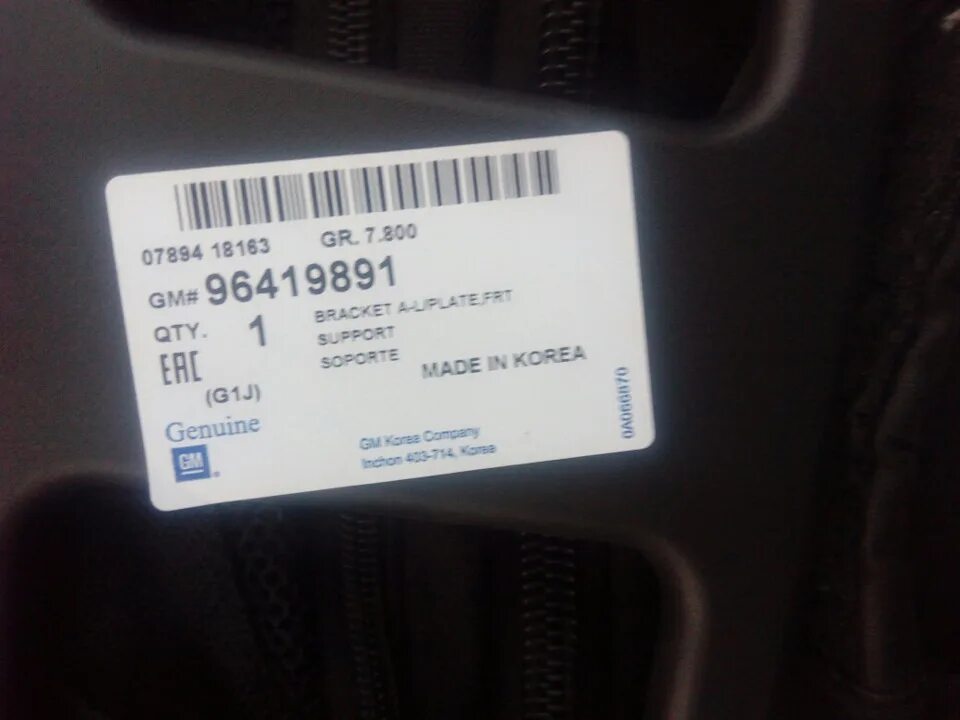 07894 18163 GR. 7.800
GM# 96419891
QTY. 1 BRACKET A-L/PLATE,FRT
SUPPORT
SOPORTE
EAC
MADE IN KOREA
(G1J)
Genuine
GM
GM Korea Company
Inchon 403-714, Korea
0A066870